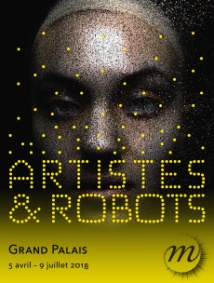 ARTISTES
& ROBOTS
GRAND PALAIS
5 avril - 9 juillet 2018
m